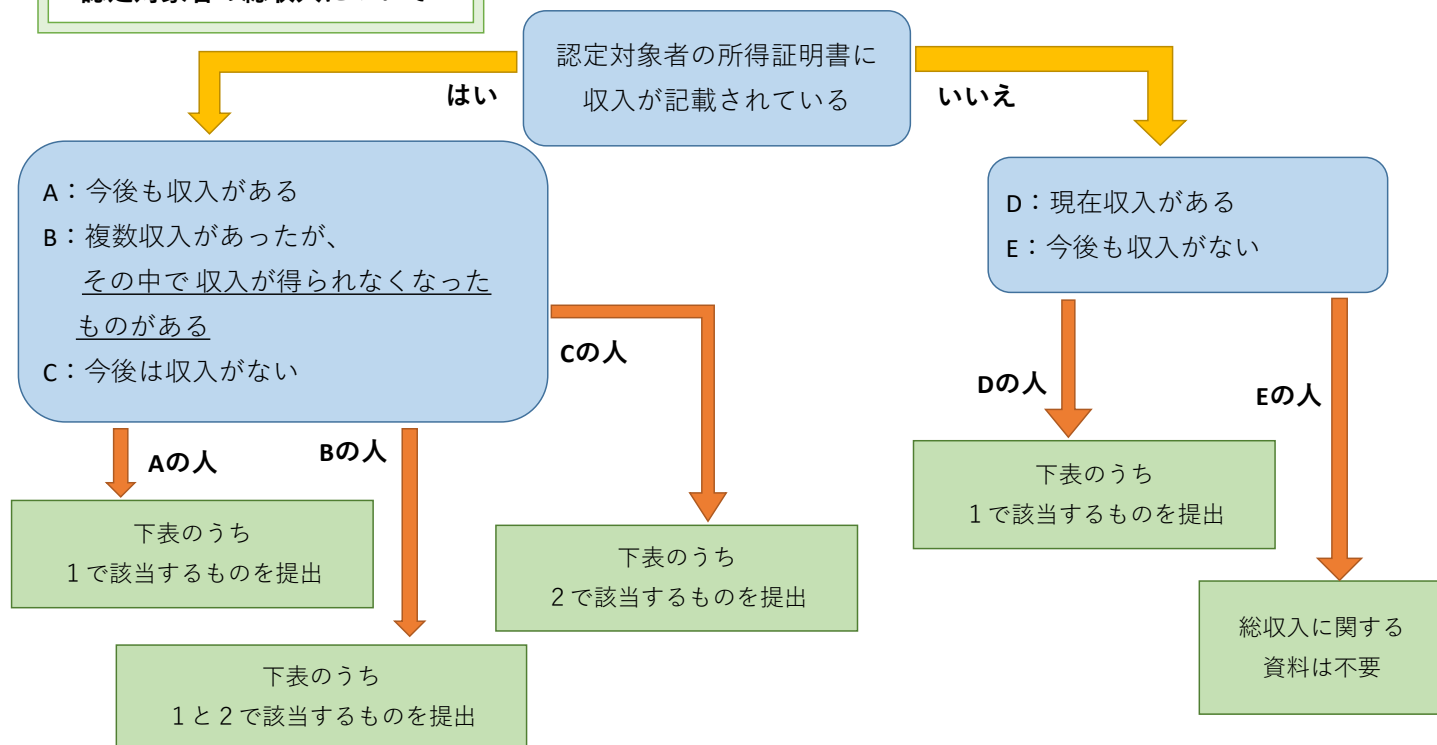 認定対象者の所得証明書に
収入が記載されている
はい
いいえ
A：今後も収入がある
B：複数収入があったが、
その中で 収入が得られなくなった
ものがある
C：今後は収入がない
D：現在収入がある
E：今後も収入がない
Cの人
Dの人
Eの人
Aの人
Bの人
下表のうち
１で該当するものを提出
下表のうち
１と２で該当するものを提出
下表のうち
２で該当するものを提出
下表のうち
１で該当するものを提出
総収入に関する
資料は不要